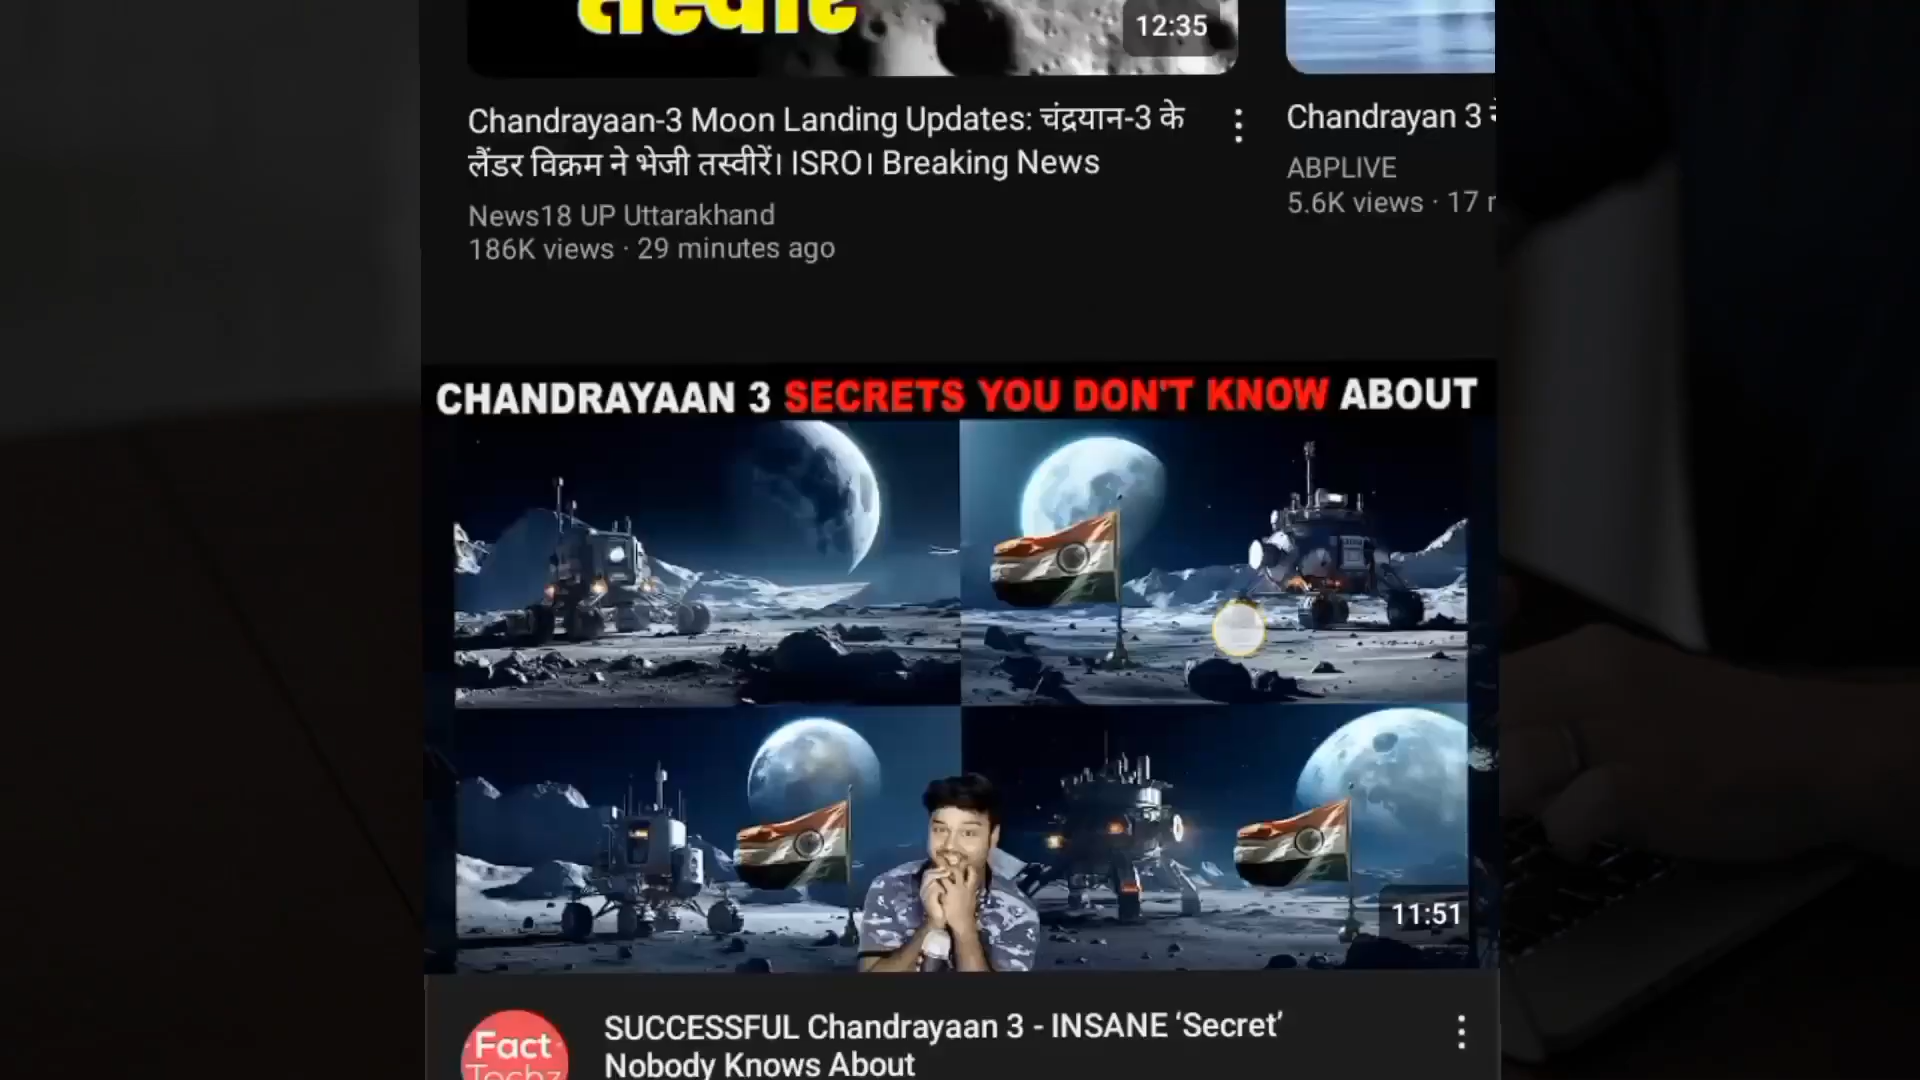 तस्वीरें
12:35
Chandrayaan-3 Moon Landing Updates: चंद्रयान-3 के
लैंडर विक्रम ने भेजी तस्वीरें। ISRO। Breaking News
News18 UP Uttarakhand
186K views · 29 minutes ago
Chandrayan 3
ABPLIVE
5.6K views · 17
CHANDRAYAAN 3 SECRETS YOU DON'T KNOW ABOUT
11:51
Fact
Techz
SUCCESSFUL Chandrayaan 3 - INSANE ‘Secret’
Nobody Knows About